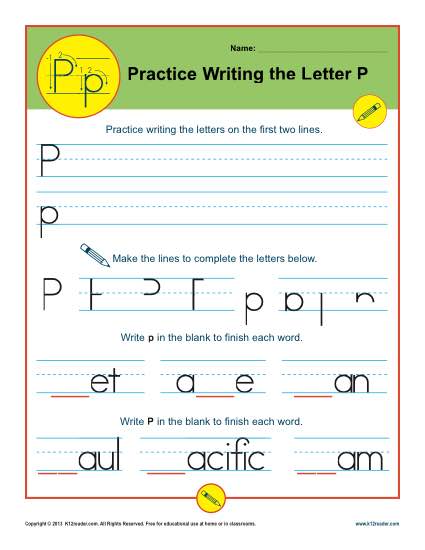 Name: ____________
1 2 1 2
Pp
Practice Writing the Letter P
Practice writing the letters on the first two lines.
P
p
Make the lines to complete the letters below.
P
p
Write p in the blank to finish each word.
___et a___e ___an
Write P in the blank to finish each word.
___aul ___acific ___am
Copyright © 2013 K12reader.com. All Rights Reserved. Free for educational use at home or in classrooms. www.k12reader.com